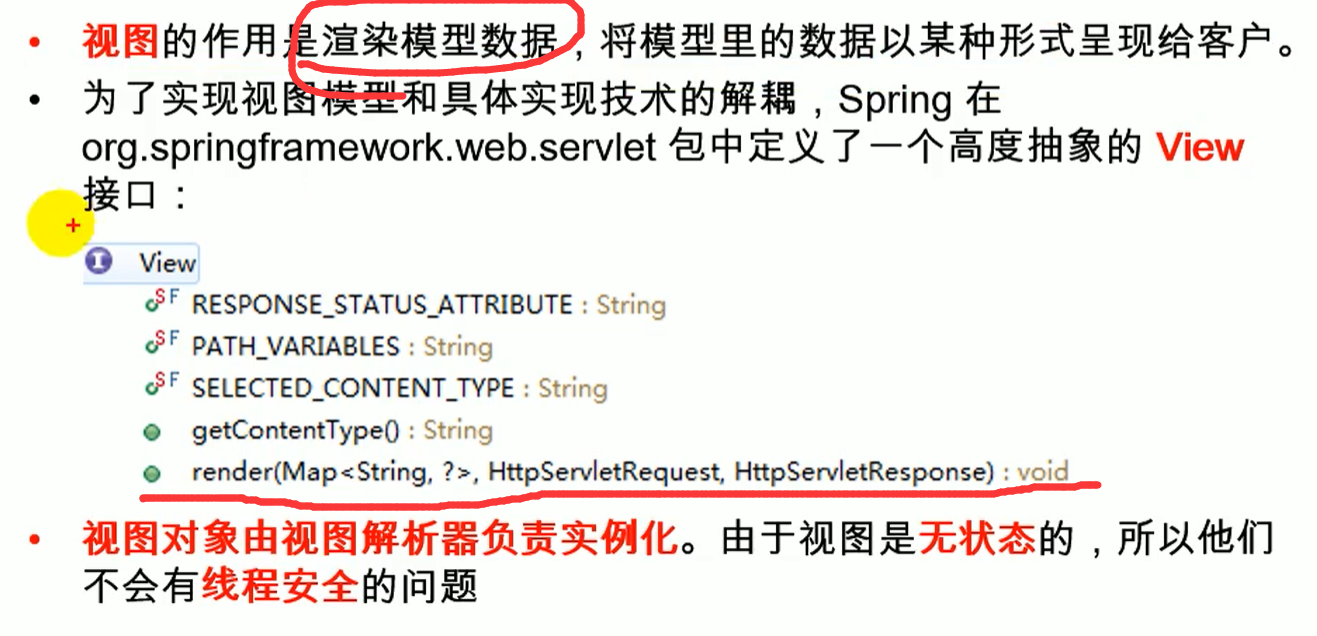 • 视图的作用是渲染模型数据，将模型里的数据以某种形式呈现给客户。
• 为了实现视图模型和具体实现技术的解耦，Spring 在
org.springframework.web.servlet 包中定义了一个高度抽象的 View
接口：
I View
S F RESPONSE_STATUS_ATTRIBUTE : String
S F PATH_VARIABLES : String
S F SELECTED_CONTENT_TYPE : String
getContentType() : String
render(Map<String, ?>, HttpServletRequest, HttpServletResponse) : void
• 视图对象由视图解析器负责实例化。由于视图是无状态的，所以他们
不会有线程安全的问题